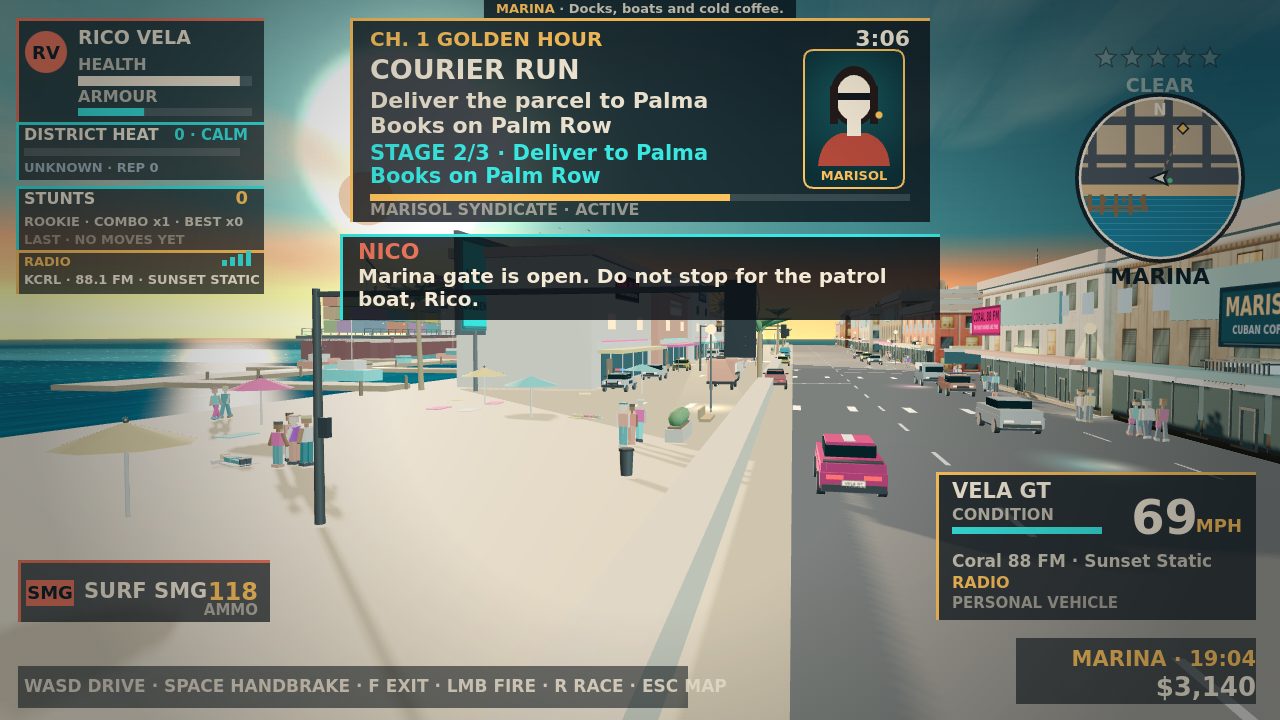 MARINA · Docks, boats and cold coffee.
RV
RICO VELA
HEALTH
ARMOUR
DISTRICT HEAT 0 · CALM
UNKNOWN · REP 0
STUNTS 0
ROOKIE · COMBO x1 · BEST x0
LAST · NO MOVES YET
RADIO
KCRL · 88.1 FM · SUNSET STATIC
CH. 1 GOLDEN HOUR 3:06
COURIER RUN
Deliver the parcel to Palma
Books on Palm Row
STAGE 2/3 · Deliver to Palma
Books on Palm Row
MARISOL
MARISOL SYNDICATE · ACTIVE
NICO
Marina gate is open. Do not stop for the patrol
boat, Rico.
CLEAR
N
MARINA
CORAL 88 FM
MARIS
CUBAN COF
VELA GT
CONDITION
69 MPH
Coral 88 FM · Sunset Static
RADIO
PERSONAL VEHICLE
SMG SURF SMG 118
AMMO
WASD DRIVE · SPACE HANDBRAKE · F EXIT · LMB FIRE · R RACE · ESC MAP
MARINA · 19:04
$3,140